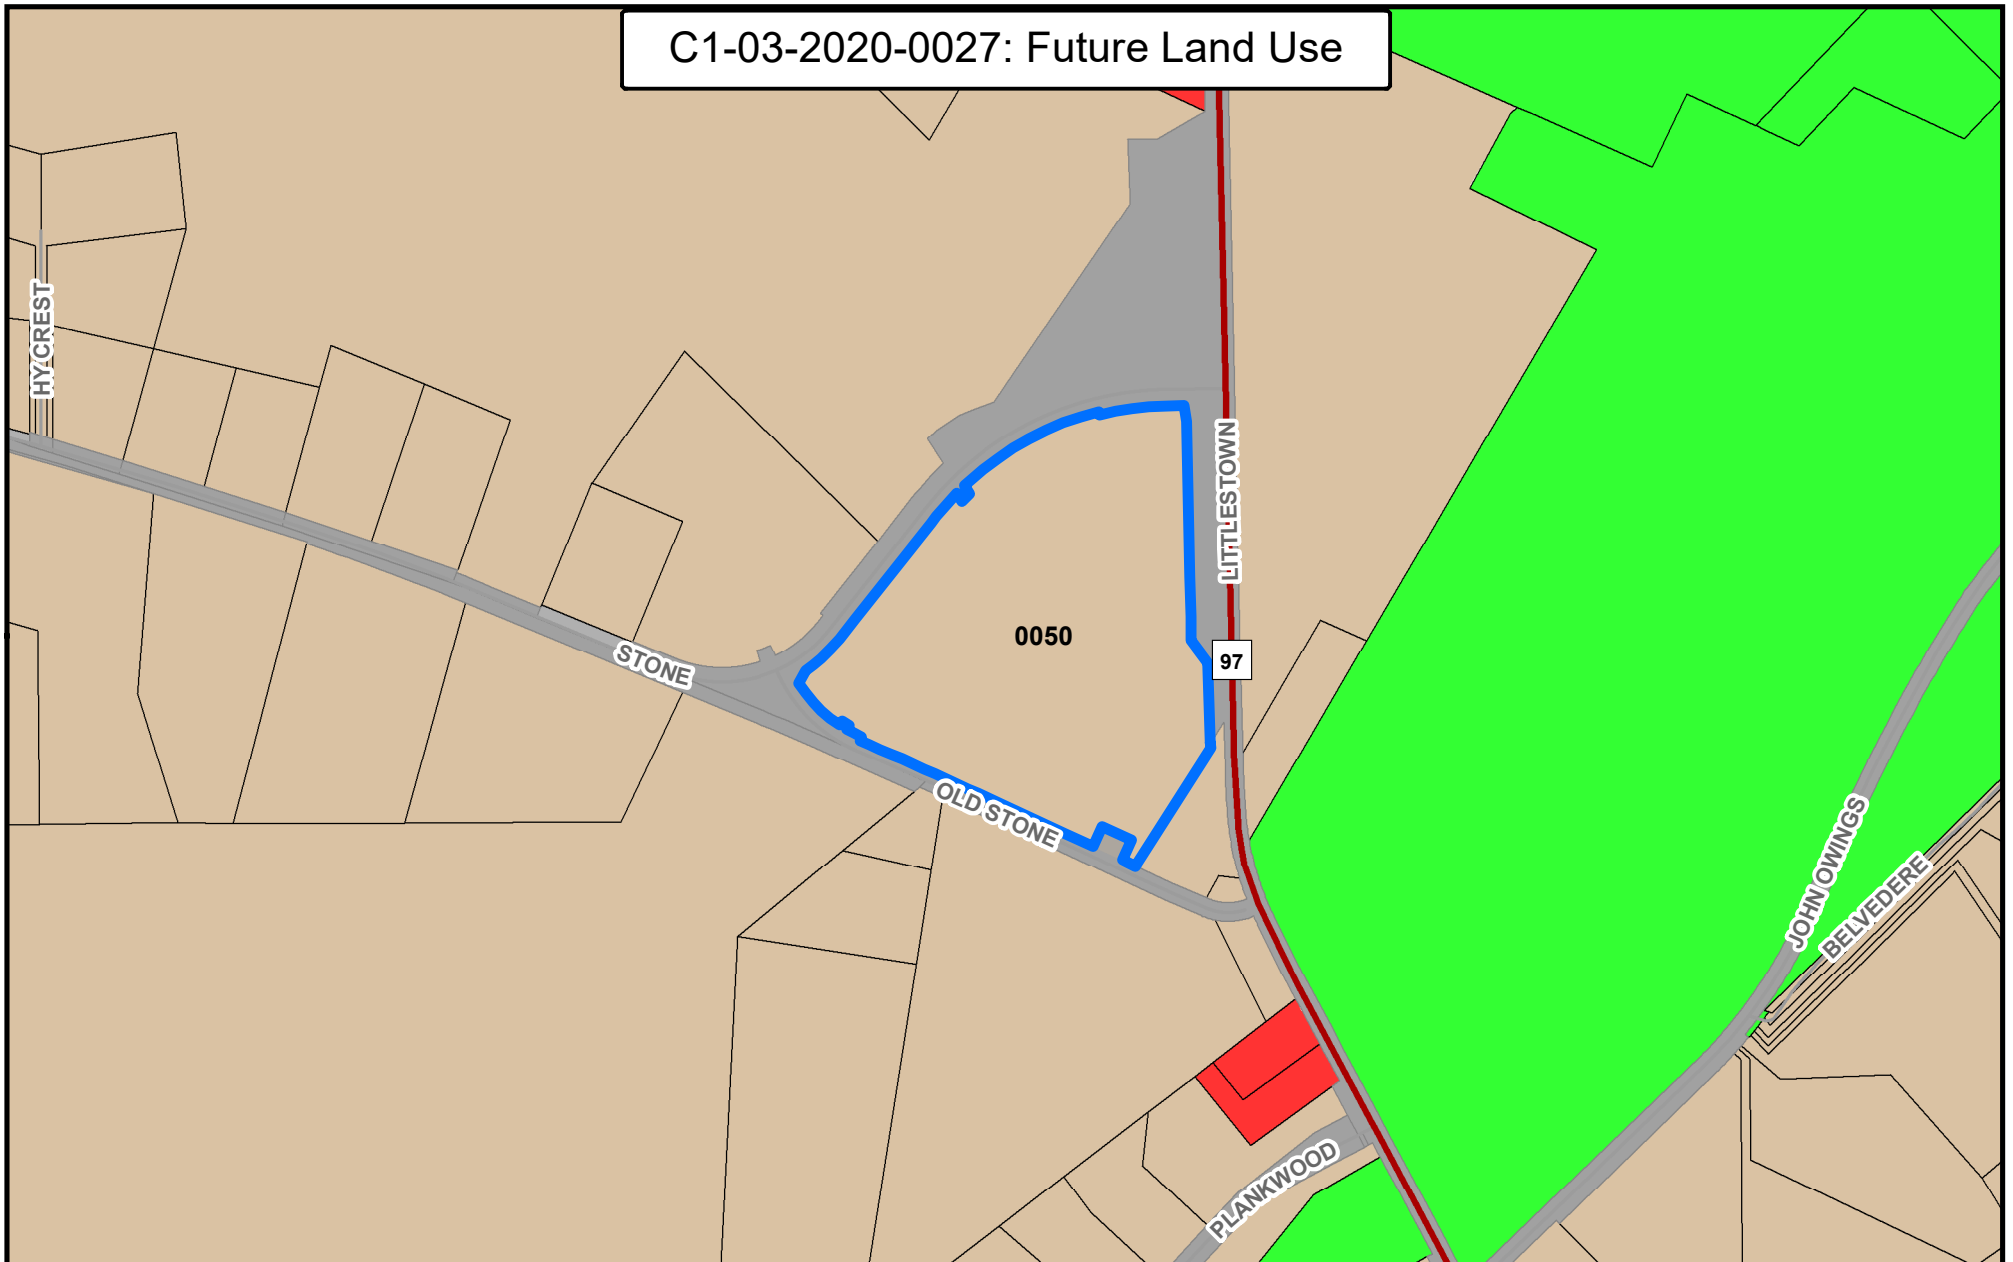 C1-03-2020-0027: Future Land Use
HYCREST
LITTLESTOWN
0050
97
STONE
OLD STONE
JOHN OWINGS
BELVEDERE
PLANKWOOD